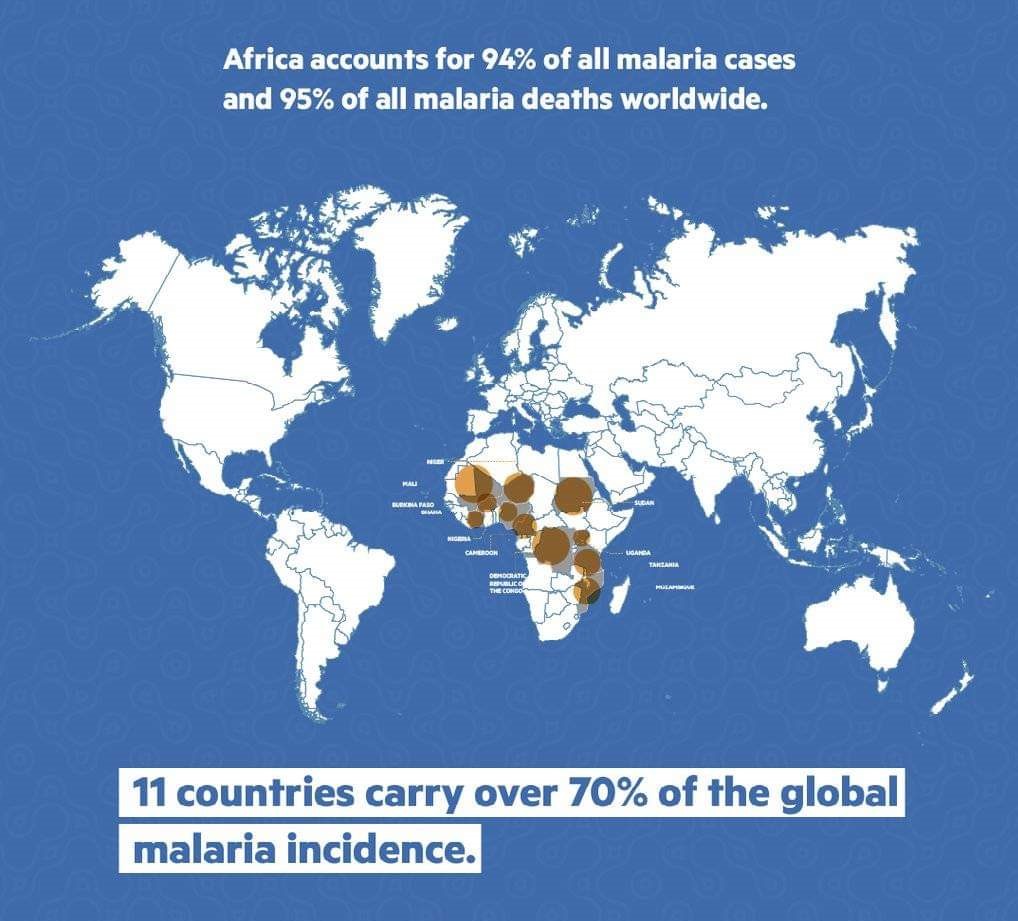 Africa accounts for 94% of all malaria cases
and 95% of all malaria deaths worldwide.
NIGER
MALI
BURKINA FASO
GHANA
SUDAN
NIGERIA
CAMEROON
UGANDA
TANZANIA
DEMOCRATIC
REPUBLIC OF
THE CONGO
MOZAMBIQUE
11 countries carry over 70% of the global
malaria incidence.